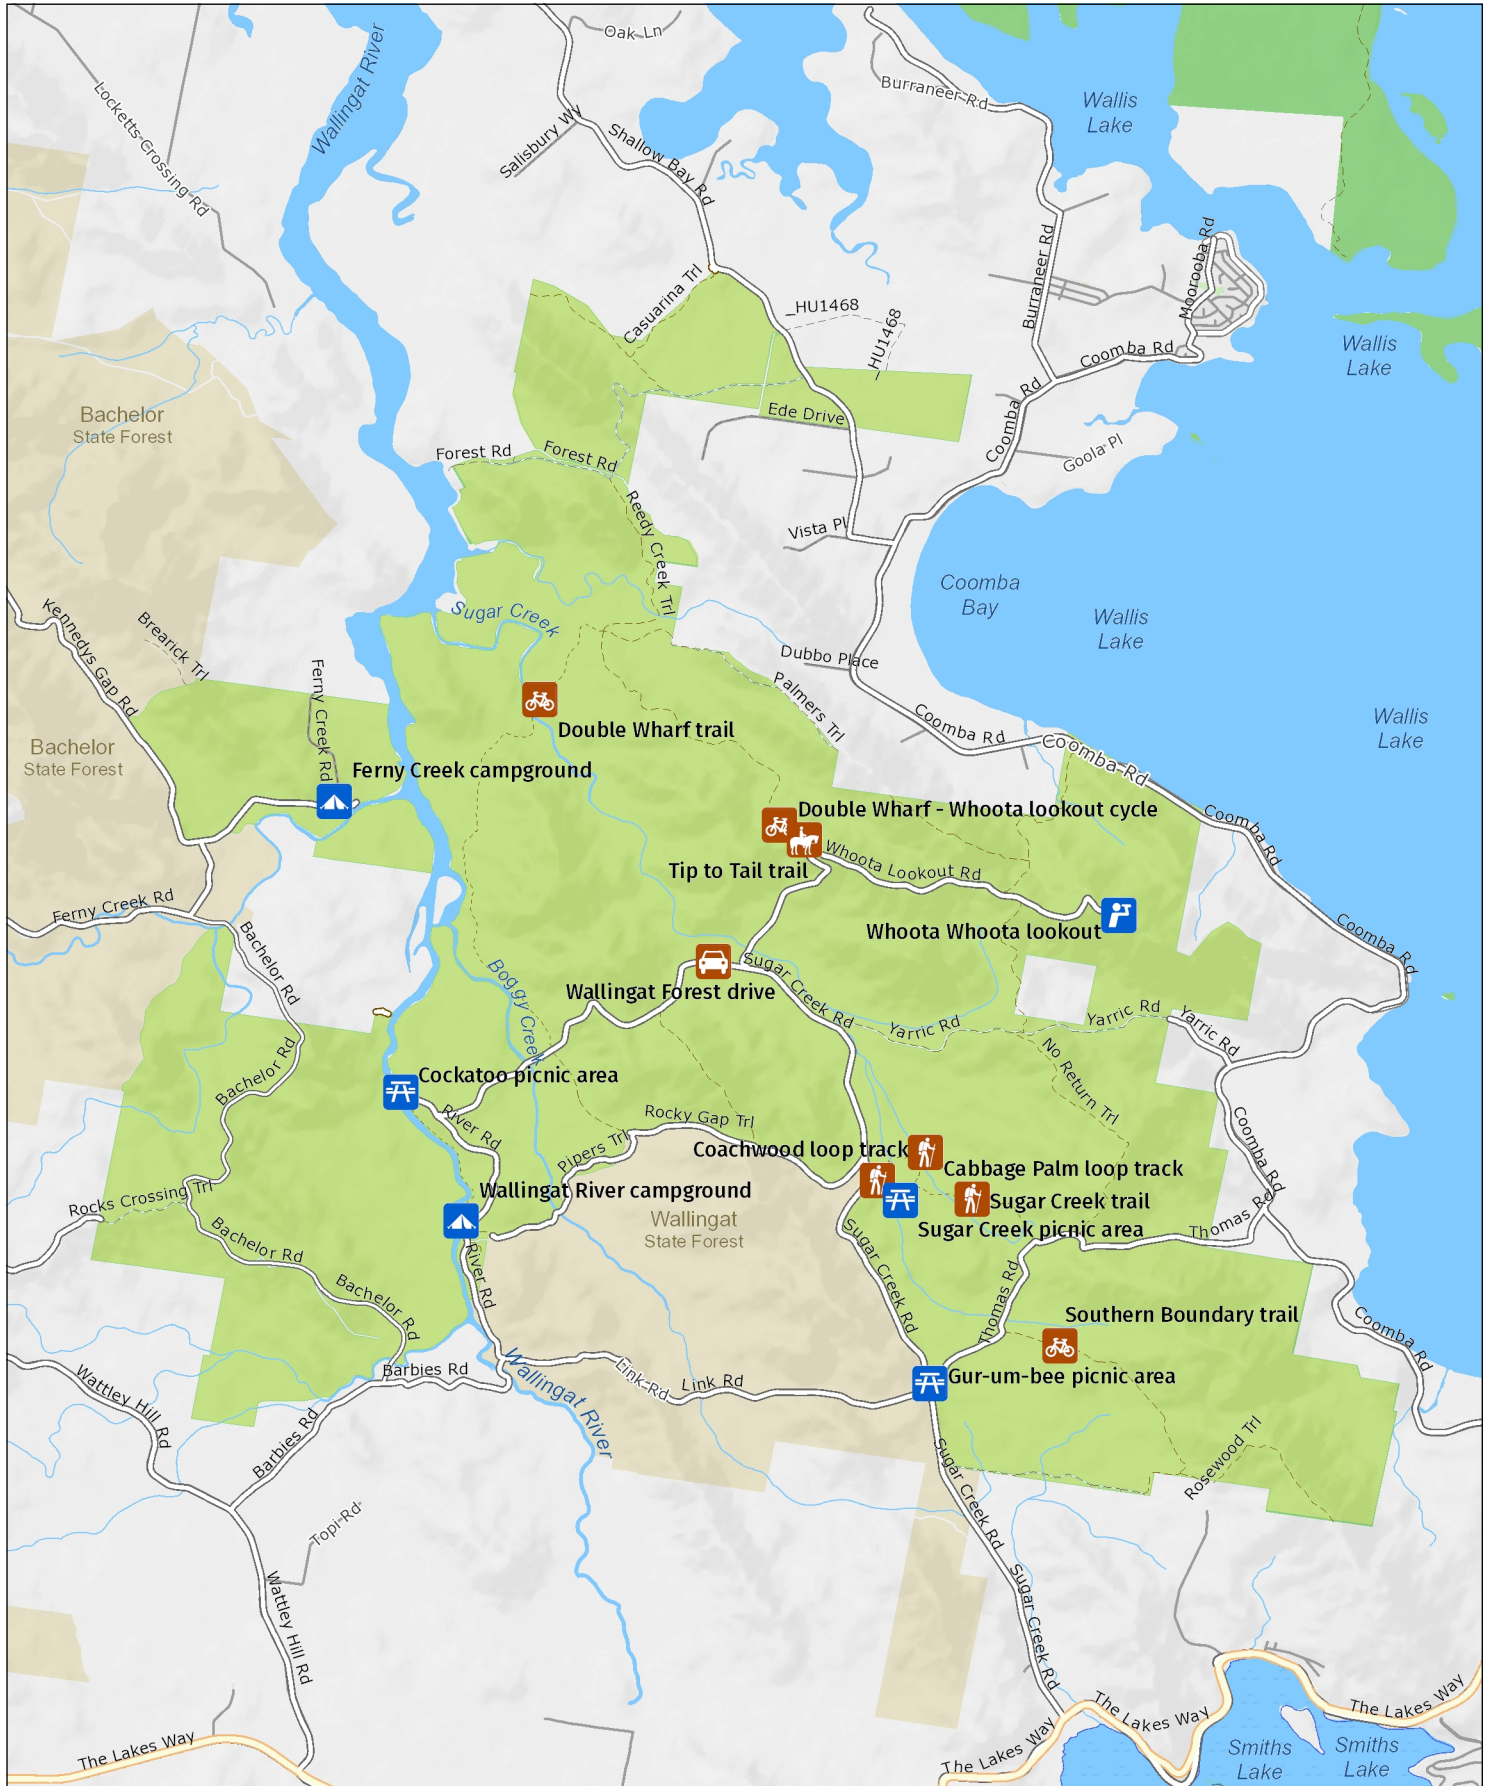 Oak Ln
Wallingat River
Burraneer Rd
Wallis
Lake
Locketts Crossing Rd
Salisbury Wy
Shallow Bay Rd
Moorooba Rd
Burraneer Rd
Casuarina Trl
_HU1468
_HU1468
Wallis
Lake
Coomba Rd
Coomba Rd
Bachelor
State Forest
Ede Drive
Goola Pl
Forest Rd
Forest Rd
Reedy Creek Trl
Vista Pl
Coomba
Bay
Wallis
Lake
Sugar Creek
Kennedys Gap Rd
Brearick Trl
Ferny Creek Rd
Dubbo Place
Palmers Trl
Coomba Rd
Coomba Rd
Wallis
Lake
Double Wharf trail
Bachelor
State Forest
Ferny Creek campground
Double Wharf - Whoota lookout cycle
Coomba Rd
Tip to Tail trail
Whoota Lookout Rd
Ferny Creek Rd
Whoota Whoota lookout
Coomba Rd
Bachelor Rd
Boggy Creek
Sugar Creek Rd
Wallingat Forest drive
Yarric Rd
Yarric Rd
Yarric Rd
No Return Trl
Bachelor Rd
Cockatoo picnic area
River Rd
Rocky Gap Trl
Pipers Trl
Coachwood loop track
Cabbage Palm loop track
Coomba Rd
Rocks Crossing Trl
Wallingat River campground
Sugar Creek trail
Sugar Creek picnic area
Thomas Rd
Wallingat
State Forest
Bachelor Rd
River Rd
Sugar Creek Rd
Bachelor Rd
Thomas Rd
Southern Boundary trail
Coomba Rd
Barbies Rd
Wallingat River
Link Rd
Link Rd
Gur-um-bee picnic area
Wattley Hill Rd
Barbies Rd
Rosewood Trl
Sugar Creek Rd
Topi Rd
Wattley Hill Rd
Sugar Creek Rd
The Lakes Way
The Lakes Way
The Lakes Way
The Lakes Way
Smiths
Lake
Smiths
Lake